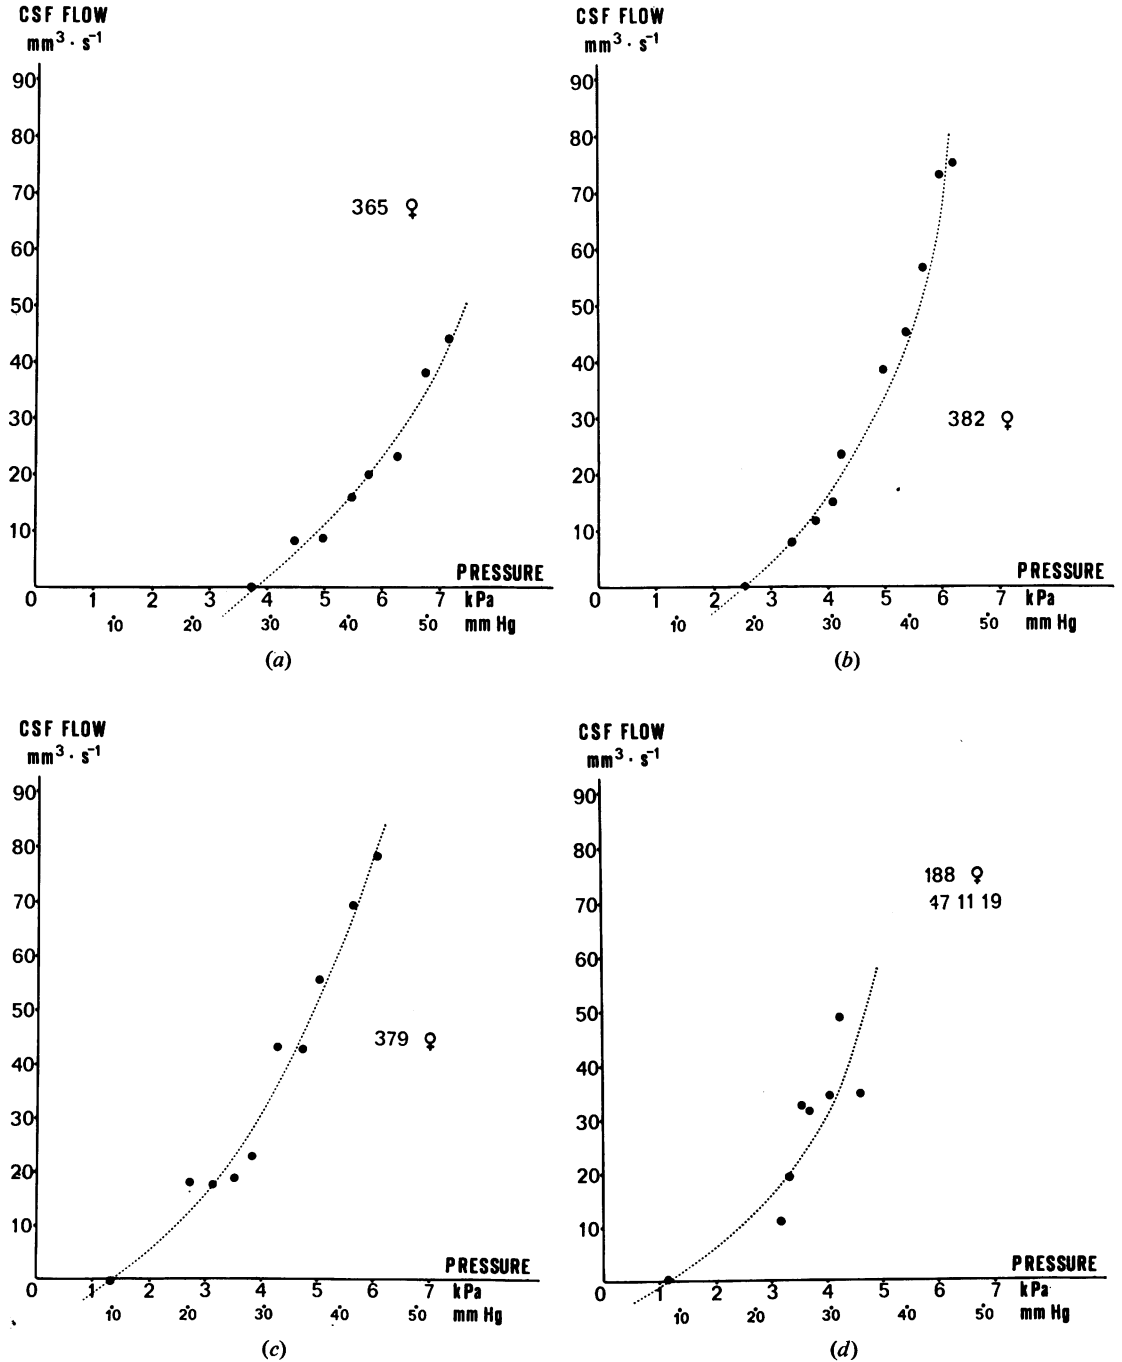 CSF FLOW
mm³ · s⁻¹
90
80
70
60
50
40
30
20
10
365 ♀
PRESSURE
0 1 2 3 4 5 6 7 kPa
10 20 30 40 50 mm Hg
(a)
CSF FLOW
mm³ · s⁻¹
90
80
70
60
50
40
30
20
10
382 ♀
PRESSURE
0 1 2 3 4 5 6 7 kPa
10 20 30 40 50 mm Hg
(b)
CSF FLOW
mm³ · s⁻¹
90
80
70
60
50
40
30
20
10
379 ♀
PRESSURE
0 1 2 3 4 5 6 7 kPa
10 20 30 40 50 mm Hg
(c)
CSF FLOW
mm³ · s⁻¹
90
80
70
60
50
40
30
20
10
188 ♀
47 11 19
PRESSURE
0 1 2 3 4 5 6 7 kPa
10 20 30 40 50 mm Hg
(d)